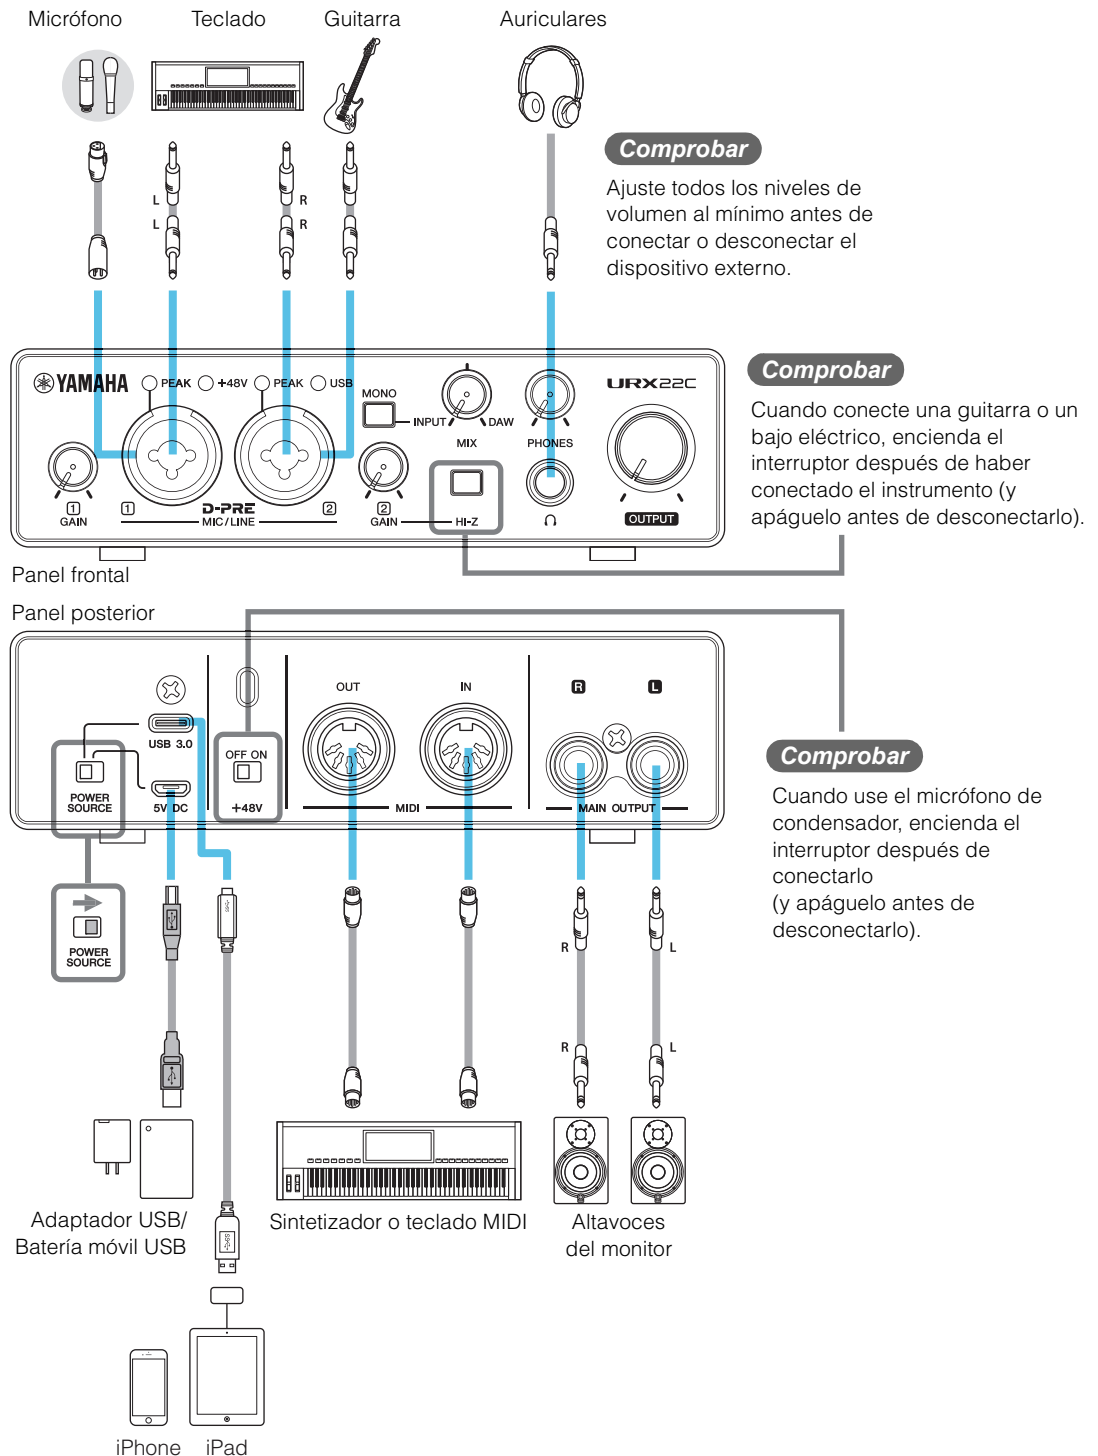 Micrófono Teclado Guitarra Auriculares
Comprobar
Ajuste todos los niveles de
volumen al mínimo antes de
conectar o desconectar el
dispositivo externo.
L R
L R
YAMAHA PEAK +48V PEAK USB
MONO
INPUT DAW
MIX
PHONES
URX22C
1
GAIN
1
D-PRE
MIC/LINE
2
2
GAIN
HI-Z
OUTPUT
Comprobar
Cuando conecte una guitarra o un
bajo eléctrico, encienda el
interruptor después de haber
conectado el instrumento (y
apáguelo antes de desconectarlo).
Panel frontal
Panel posterior
USB 3.0
POWER
SOURCE
5V DC
OFF ON
+48V
OUT IN
MIDI
R L
MAIN OUTPUT
Comprobar
Cuando use el micrófono de
condensador, encienda el
interruptor después de
conectarlo
(y apáguelo antes de
desconectarlo).
POWER
SOURCE
R L
R L
Adaptador USB/
Batería móvil USB
Sintetizador o teclado MIDI
Altavoces
del monitor
iPhone iPad